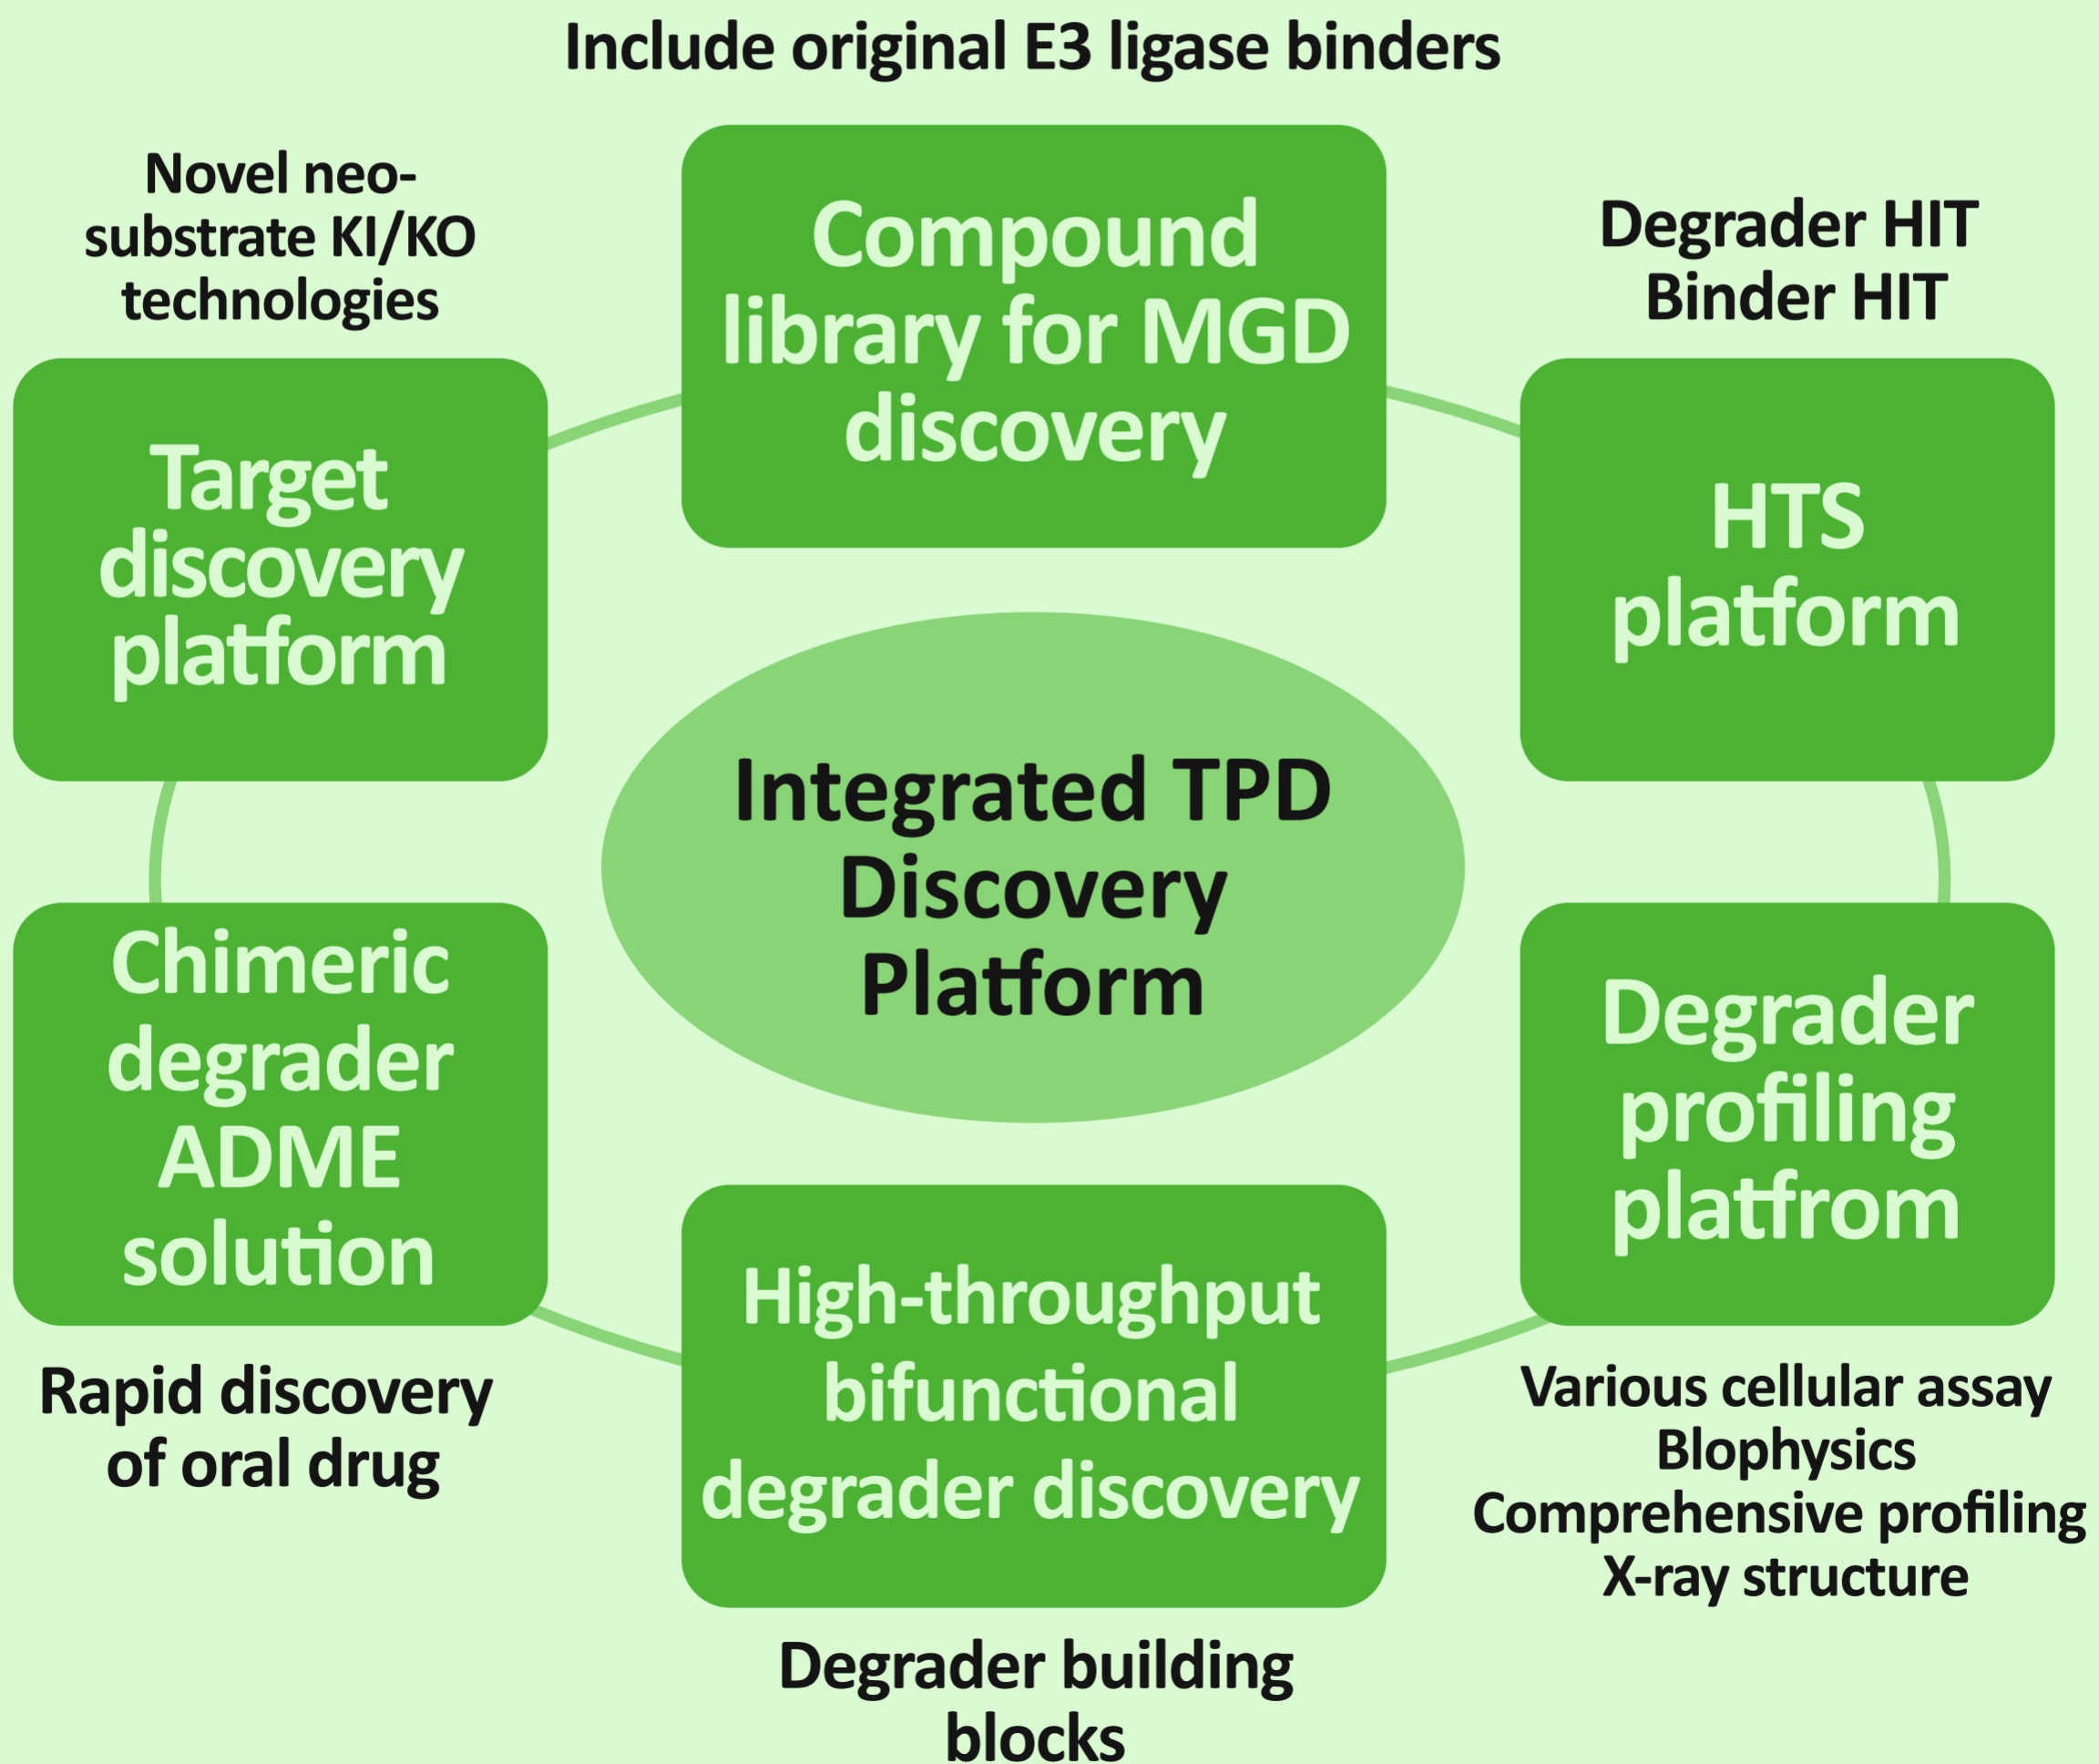 Include original E3 ligase binders
Compound
library for MGD
discovery
Novel neo-
substrate KI/KO
technologies
Target
discovery
platform
Degrader HIT
Binder HIT
HTS
platform
Integrated TPD
Discovery
Platform
Chimeric
degrader
ADME
solution
Rapid discovery
of oral drug
High-throughput
bifunctional
degrader discovery
Degrader building
blocks
Degrader
profiling
platfrom
Various cellular assay
Blophysics
Comprehensive profiling
X-ray structure